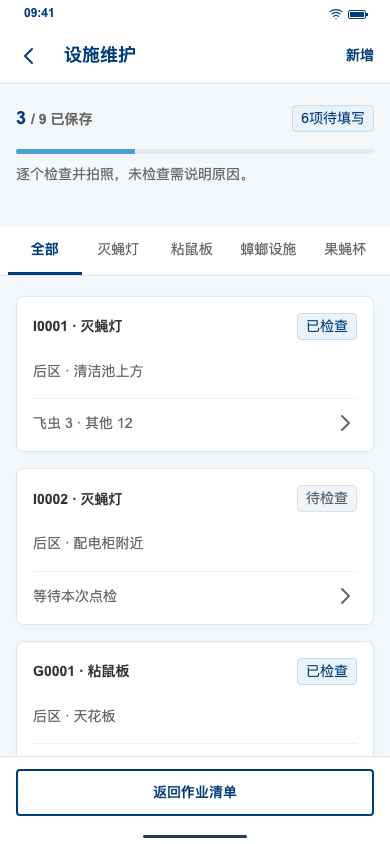 09:41
设施维护
新增
3 / 9 已保存
6项待填写
逐个检查并拍照，未检查需说明原因。
全部 灭蝇灯 粘鼠板 蟑螂设施 果蝇杯
I0001 · 灭蝇灯
已检查
后区 · 清洁池上方
飞虫 3 · 其他 12
I0002 · 灭蝇灯
待检查
后区 · 配电柜附近
等待本次点检
G0001 · 粘鼠板
已检查
后区 · 天花板
返回作业清单